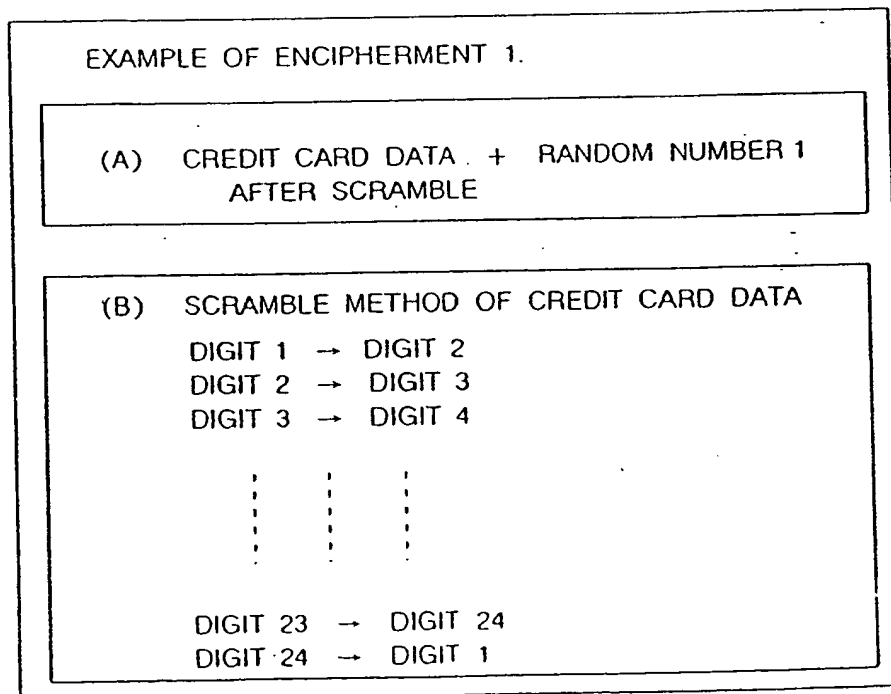 EXAMPLE OF ENCIPHERMENT 1.
(A) CREDIT CARD DATA + RANDOM NUMBER 1
AFTER SCRAMBLE
(B) SCRAMBLE METHOD OF CREDIT CARD DATA
DIGIT 1 → DIGIT 2
DIGIT 2 → DIGIT 3
DIGIT 3 → DIGIT 4
DIGIT 23 → DIGIT 24
DIGIT 24 → DIGIT 1